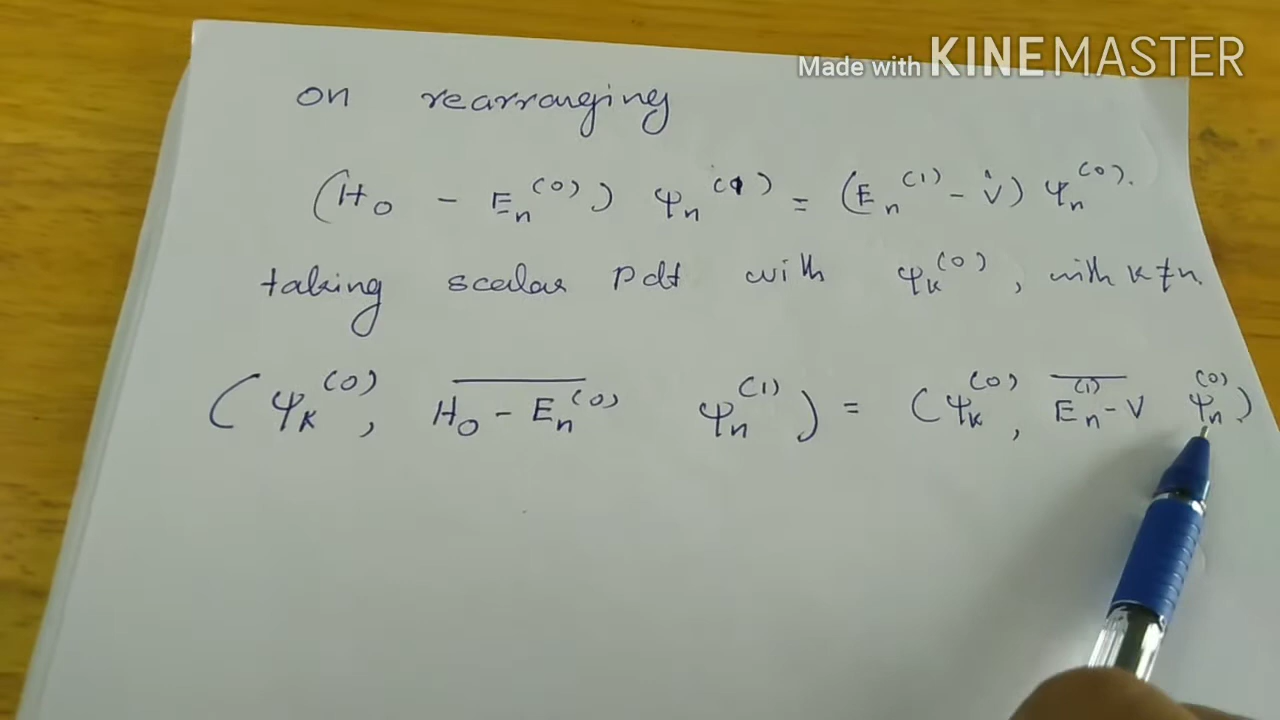 Made with KINEMASTER
on rearranging
(H₀ - Eₙ⁽⁰⁾) ψₙ⁽¹⁾ = (Eₙ⁽¹⁾ - V) ψₙ⁽⁰⁾.
taking scalar pdt with ψₖ⁽⁰⁾, with k≠n.
(ψₖ⁽⁰⁾, H₀ - Eₙ⁽⁰⁾ ψₙ⁽¹⁾) = (ψₖ⁽⁰⁾, Eₙ⁽¹⁾ - V ψₙ⁽⁰⁾)